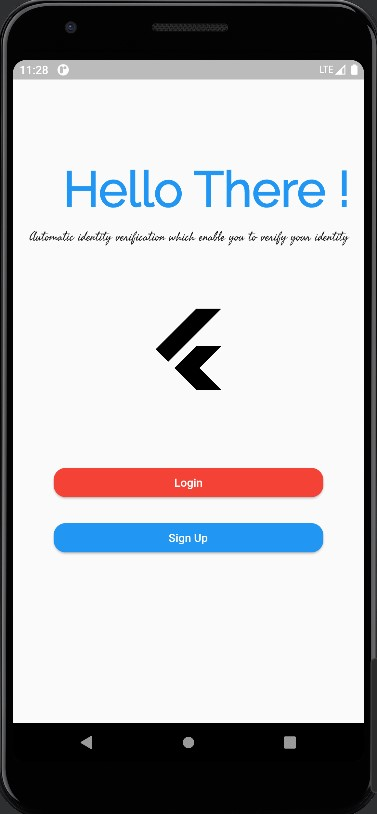 11:28
LTE
Hello There !
Automatic identity verification which enable you to verify your identity
Login
Sign Up